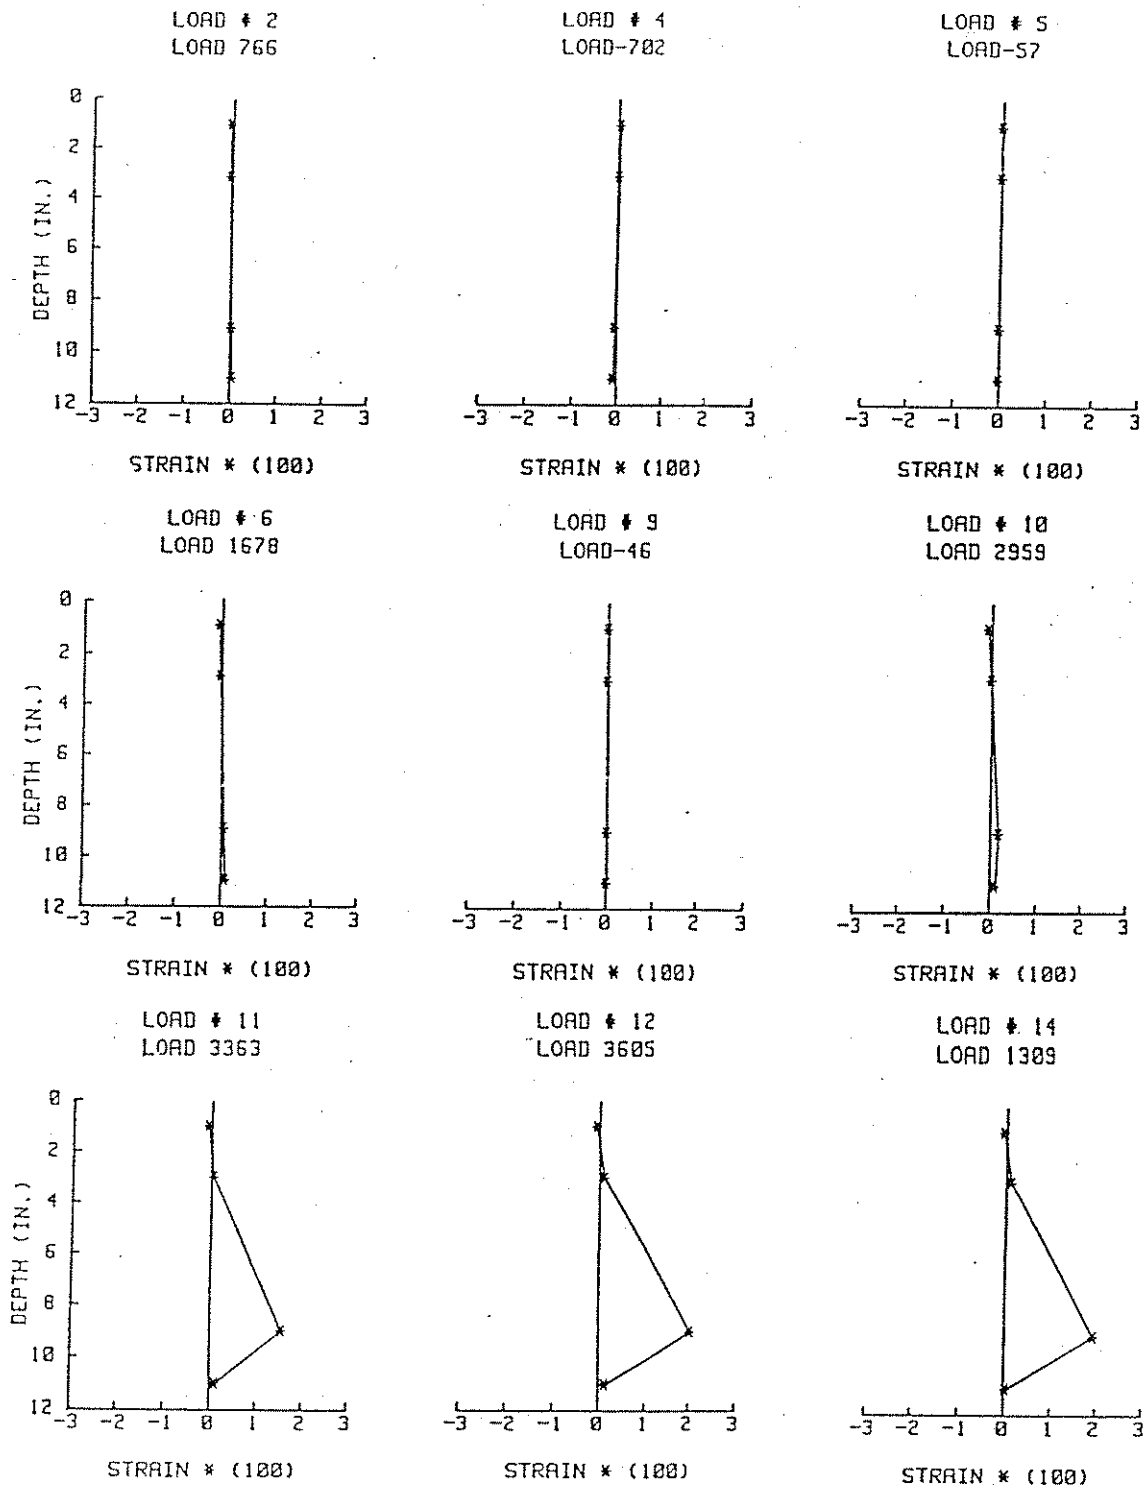 LOAD # 2
LOAD 766
LOAD # 4
LOAD-702
LOAD # 5
LOAD-57
DEPTH (IN.)
0
2
4
6
8
10
12
-3 -2 -1 0 1 2 3
-3 -2 -1 0 1 2 3
-3 -2 -1 0 1 2 3
STRAIN * (100)
STRAIN * (100)
STRAIN * (100)
LOAD # 6
LOAD 1678
LOAD # 9
LOAD-46
LOAD # 10
LOAD 2959
DEPTH (IN.)
0
2
4
6
8
10
12
-3 -2 -1 0 1 2 3
-3 -2 -1 0 1 2 3
-3 -2 -1 0 1 2 3
STRAIN * (100)
STRAIN * (100)
STRAIN * (100)
LOAD # 11
LOAD 3363
LOAD # 12
LOAD 3605
LOAD # 14
LOAD 1309
DEPTH (IN.)
0
2
4
6
8
10
12
-3 -2 -1 0 1 2 3
-3 -2 -1 0 1 2 3
-3 -2 -1 0 1 2 3
STRAIN * (100)
STRAIN * (100)
STRAIN * (100)